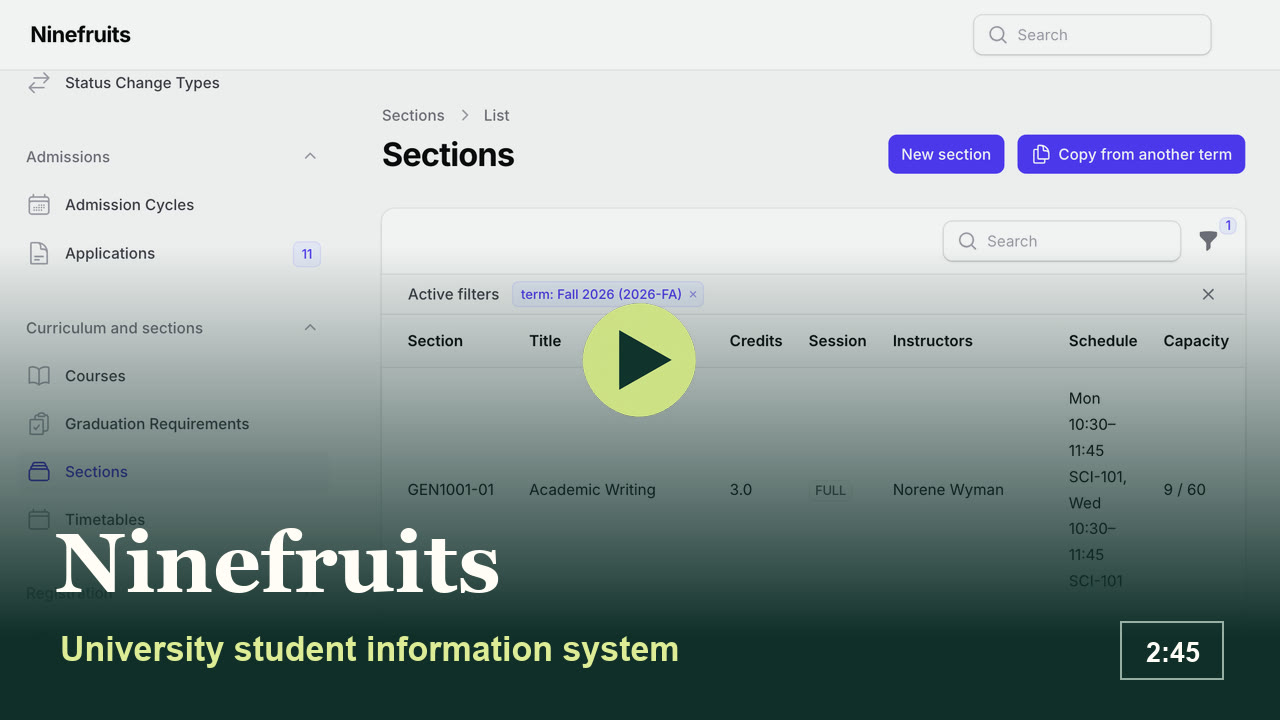 Ninefruits
Search
Status Change Types
Admissions
Admission Cycles
Applications
11
Curriculum and sections
Courses
Graduation Requirements
Sections
Timetables
Registration
Sections > List
Sections
New section
Copy from another term
Search
1
Active filters
term: Fall 2026 (2026-FA) ×
Section Title Credits Session Instructors Schedule Capacity
GEN1001-01 Academic Writing 3.0 FULL Norene Wyman
Mon
10:30–
11:45
SCI-101,
Wed
10:30–
11:45
SCI-101
9 / 60
Ninefruits
University student information system
2:45